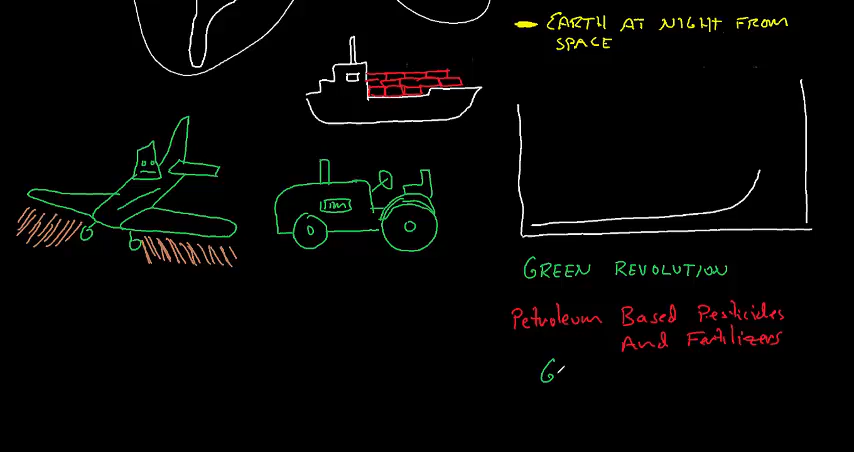 EARTH AT NIGHT FROM
SPACE
GREEN REVOLUTION
Petroleum Based Pesticides
And Fertilizers
G